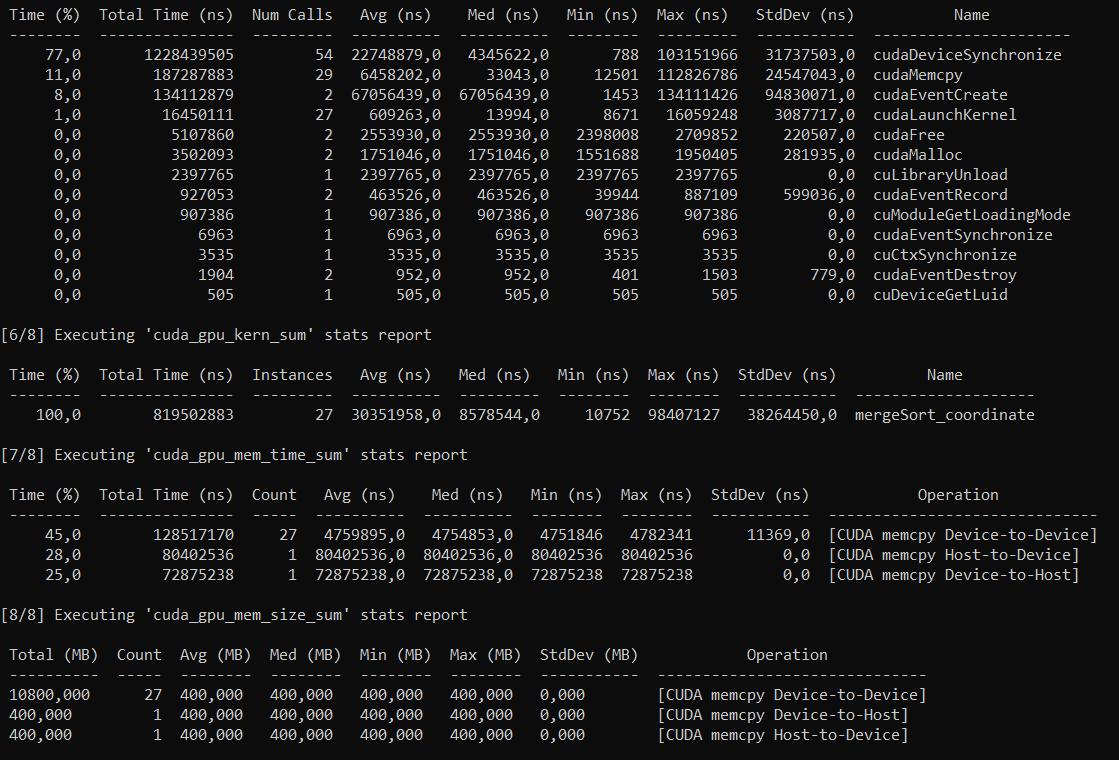 Time (%)  Total Time (ns)  Num Calls   Avg (ns)    Med (ns)   Min (ns)  Max (ns)   StdDev (ns)           Name
--------  ---------------  ---------  ----------  ----------  --------  ---------  -----------  ----------------------
77,0       1228439505         54  22748879,0   4345622,0       788  103151966   31737503,0  cudaDeviceSynchronize
11,0        187287883         29   6458202,0     33043,0     12501  112826786   24547043,0  cudaMemcpy
8,0        134112879          2  67056439,0  67056439,0      1453  134111426   94830071,0  cudaEventCreate
1,0         16450111         27    609263,0     13994,0      8671   16059248    3087717,0  cudaLaunchKernel
0,0          5107860          2   2553930,0   2553930,0   2398008    2709852     220507,0  cudaFree
0,0          3502093          2   1751046,0   1751046,0   1551688    1950405     281935,0  cudaMalloc
0,0          2397765          1   2397765,0   2397765,0   2397765    2397765          0,0  cuLibraryUnload
0,0           927053          2    463526,0    463526,0     39944     887109     599036,0  cudaEventRecord
0,0           907386          1    907386,0    907386,0    907386     907386          0,0  cuModuleGetLoadingMode
0,0             6963          1      6963,0      6963,0      6963       6963          0,0  cudaEventSynchronize
0,0             3535          1      3535,0      3535,0      3535       3535          0,0  cuCtxSynchronize
0,0             1904          2       952,0       952,0       401       1503        779,0  cudaEventDestroy
0,0              505          1       505,0       505,0       505        505          0,0  cuDeviceGetLuid
[6/8] Executing 'cuda_gpu_kern_sum' stats report
Time (%)  Total Time (ns)  Instances   Avg (ns)   Med (ns)   Min (ns)  Max (ns)  StdDev (ns)          Name
--------  ---------------  ---------  ----------  ---------  --------  --------  -----------  --------------------
100,0        819502883         27  30351958,0  8578544,0     10752  98407127   38264450,0  mergeSort_coordinate
[7/8] Executing 'cuda_gpu_mem_time_sum' stats report
Time (%)  Total Time (ns)  Count   Avg (ns)    Med (ns)   Min (ns)  Max (ns)  StdDev (ns)            Operation
--------  ---------------  -----  ----------  ----------  --------  --------  -----------  ------------------------------
45,0        128517170     27   4759895,0   4754853,0   4751846   4782341      11369,0  [CUDA memcpy Device-to-Device]
28,0         80402536      1  80402536,0  80402536,0  80402536  80402536          0,0  [CUDA memcpy Host-to-Device]
25,0         72875238      1  72875238,0  72875238,0  72875238  72875238          0,0  [CUDA memcpy Device-to-Host]
[8/8] Executing 'cuda_gpu_mem_size_sum' stats report
Total (MB)  Count  Avg (MB)  Med (MB)  Min (MB)  Max (MB)  StdDev (MB)            Operation
----------  -----  --------  --------  --------  --------  -----------  ------------------------------
10800,000      27  400,000   400,000   400,000   400,000   0,000        [CUDA memcpy Device-to-Device]
400,000         1  400,000   400,000   400,000   400,000   0,000        [CUDA memcpy Device-to-Host]
400,000         1  400,000   400,000   400,000   400,000   0,000        [CUDA memcpy Host-to-Device]